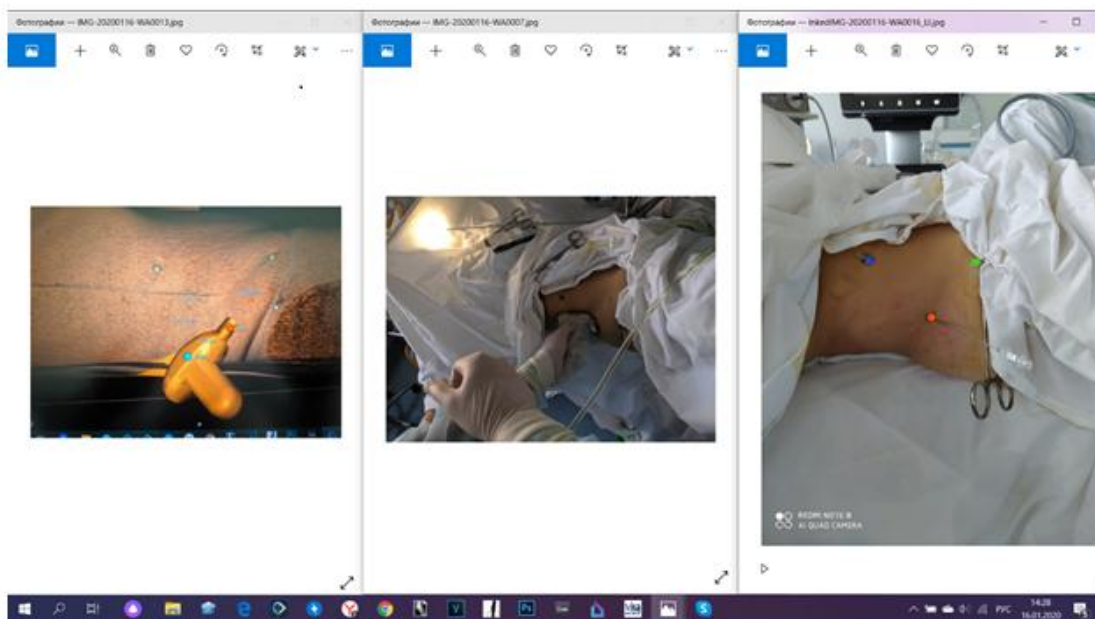 Фотографии — IMG-20200116-WA0013.jpg
Фотографии — IMG-20200116-WA0007.jpg
Фотографии — InkedIMG-20200116-WA0016_LI.jpg
REDMI NOTE 8
AI QUAD CAMERA
РУС
14:28
16.01.2020